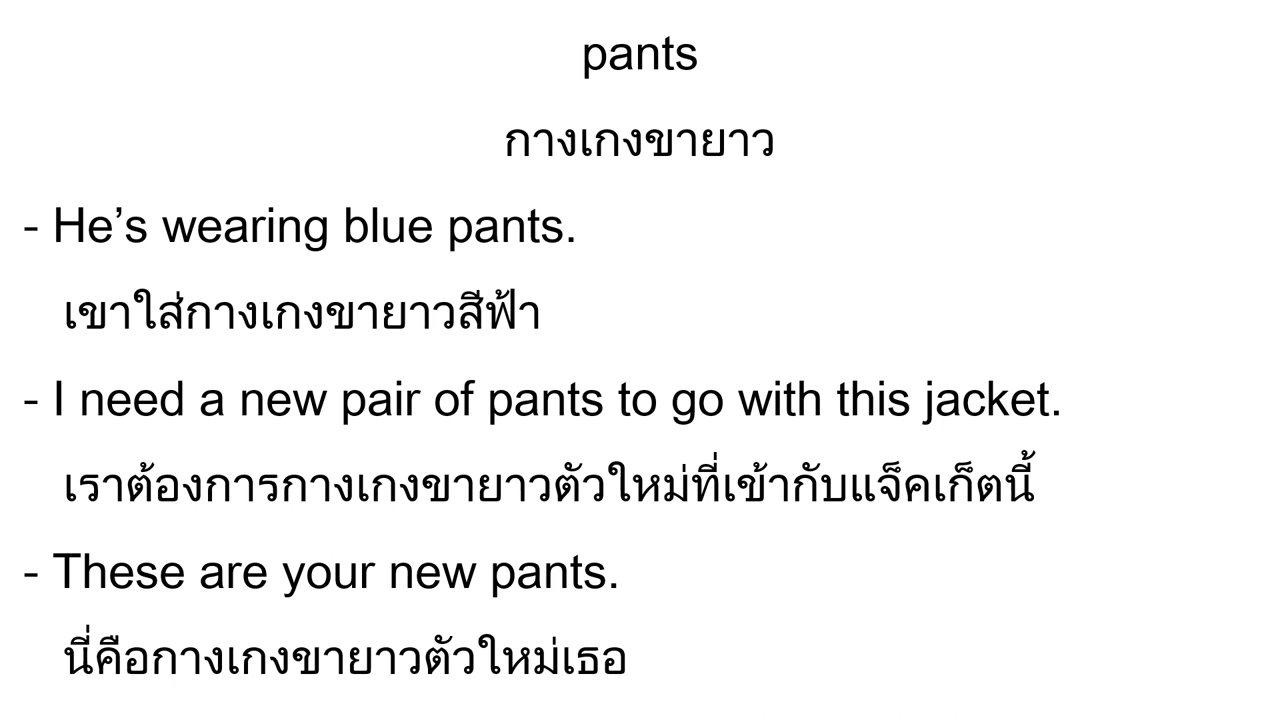 pants
กางเกงขายาว
- He’s wearing blue pants.
เขาใส่กางเกงขายาวสีฟ้า
- I need a new pair of pants to go with this jacket.
เราต้องการกางเกงขายาวตัวใหม่ที่เข้ากับแจ็คเก็ตนี้
- These are your new pants.
นี่คือกางเกงขายาวตัวใหม่เธอ